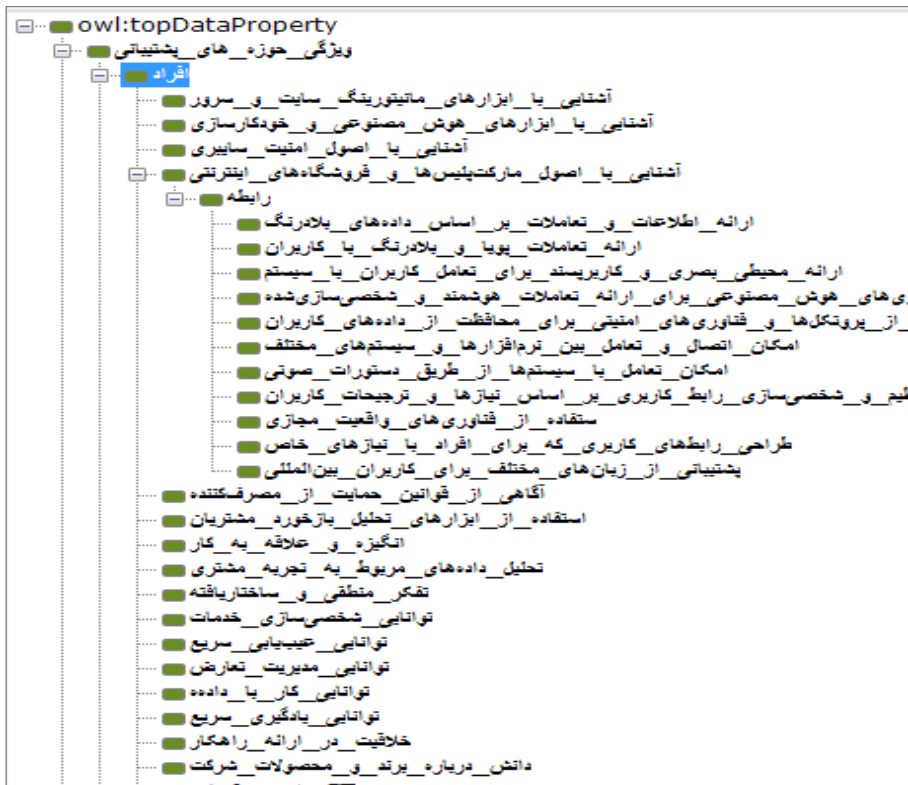 owl:topDataProperty
ویژگی_حوزه_های_پشتیبانی
افراد
آشنایی_با_ابزارهای_مانیتورینگ_سایت_و_سرور
آشنایی_با_ابزارهای_هوش_مصنوعی_و_خودکارسازی
آشنایی_با_اصول_امنیت_سایبری
آشنایی_با_اصول_مارکت‌پلیس‌ها_و_فروشگاه‌های_اینترنتی
رابطه
ارائه_اطلاعات_و_تعاملات_بر_اساس_داده‌های_بلادرنگ
ارائه_تعاملات_پویا_و_بلادرنگ_با_کاربران
ارائه_محیطی_بصری_و_کاربرپسند_برای_تعامل_کاربران_با_سیستم
های_هوش_مصنوعی_برای_ارائه_تعاملات_هوشمند_و_شخصی‌سازی‌شده
از_پروتکل‌ها_و_فناوری‌های_امنیتی_برای_محافظت_از_داده‌های_کاربران
امکان_اتصال_و_تعامل_بین_نرم‌افزارها_و_سیستم‌های_مختلف
امکان_تعامل_با_سیستم‌ها_از_طریق_دستورات_صوتی
ظیم_و_شخصی‌سازی_رابط_کاربری_بر_اساس_نیازها_و_ترجیحات_کاربران
ستفاده_از_فناوری‌های_واقعیت_مجازی
طراحی_رابط‌های_کاربری_که_برای_افراد_با_نیازهای_خاص
پشتیبانی_از_زبان‌های_مختلف_برای_کاربران_بین‌المللی
آگاهی_از_قوانین_حمایت_از_مصرف‌کننده
استفاده_از_ابزارهای_تحلیل_بازخورد_مشتریان
انگیزه_و_علاقه_به_کار
تحلیل_داده‌های_مربوط_به_تجربه_مشتری
تفکر_منطقی_و_ساختاریافته
توانایی_شخصی‌سازی_خدمات
توانایی_عیب‌یابی_سریع
توانایی_مدیریت_تعارض
توانایی_کار_با_داده
توانایی_یادگیری_سریع
خلاقیت_در_ارائه_راهکار
دانش_درباره_برند_و_محصولات_شرکت